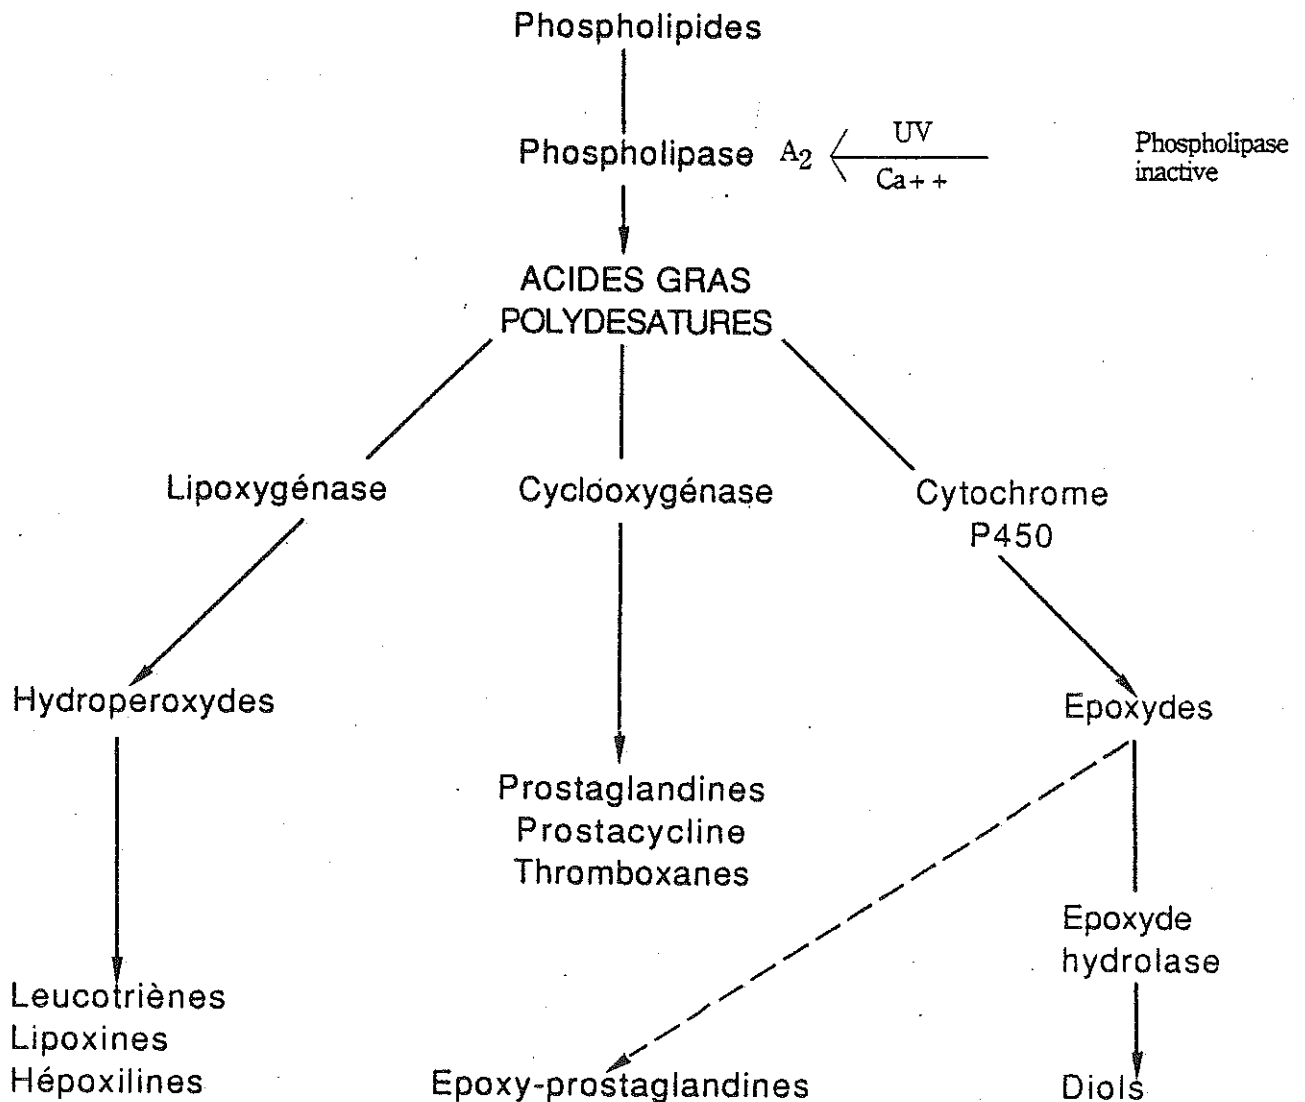 Phospholipides
Phospholipase A2
UV
Ca++
Phospholipase
inactive
ACIDES GRAS
POLYDESATURES
Lipoxygénase
Cyclooxygénase
Cytochrome
P450
Hydroperoxydes
Epoxydes
Prostaglandines
Prostacycline
Thromboxanes
Epoxyde
hydrolase
Leucotriènes
Lipoxines
Hépoxilines
Epoxy-prostaglandines
Diols